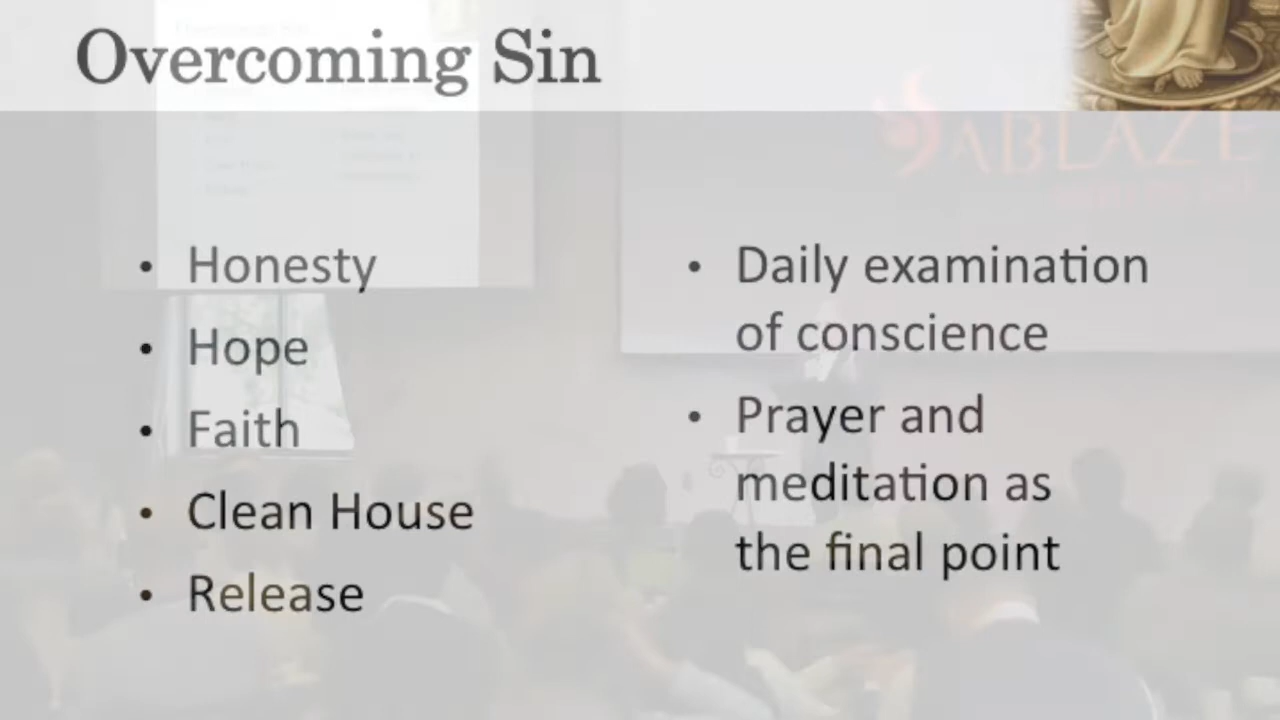 Overcoming Sin
ABLAZE
• Honesty
• Hope
• Faith
• Clean House
• Release
• Daily examination
of conscience
• Prayer and
meditation as
the final point